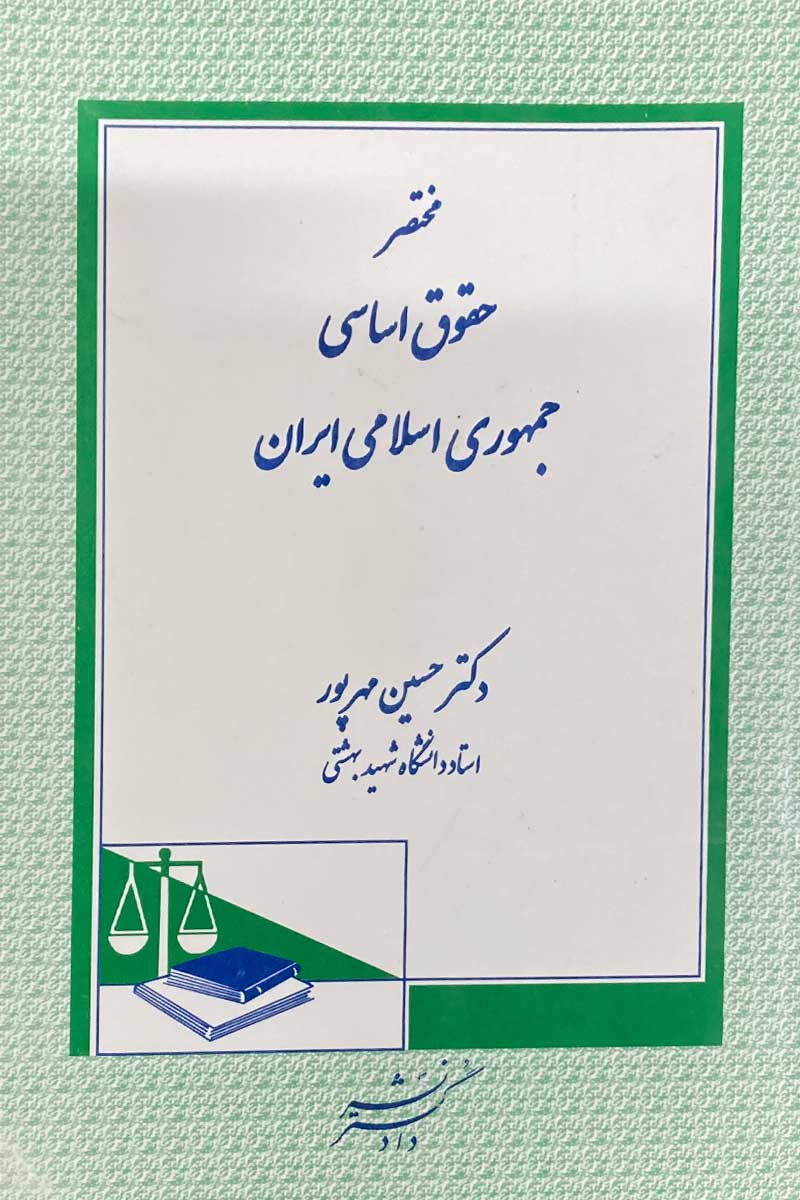 مختصر
حقوق اساسی
جمهوری اسلامی ایران
دکتر حسین مهرپور
استاد دانشگاه شهید بهشتی
نشر
دادگستر